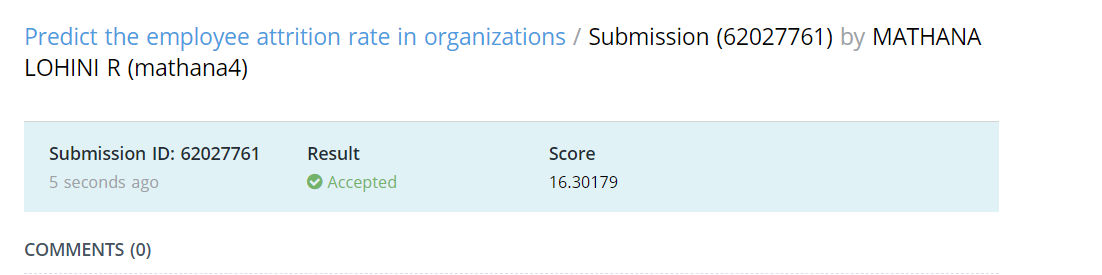 Predict the employee attrition rate in organizations / Submission (62027761) by MATHANA
LOHINI R (mathana4)
Submission ID: 62027761 Result Score
5 seconds ago Accepted 16.30179
COMMENTS (0)